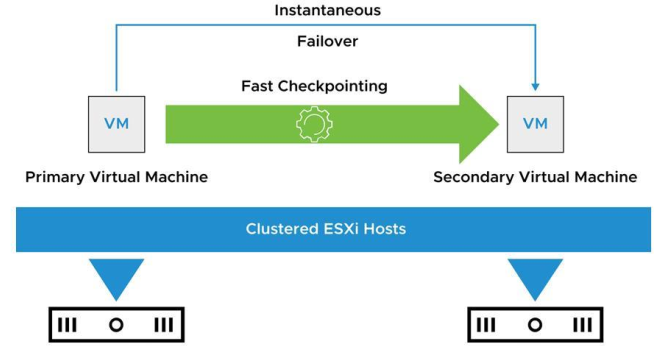 Instantaneous
Failover
Fast Checkpointing
VM
VM
Primary Virtual Machine
Secondary Virtual Machine
Clustered ESXi Hosts